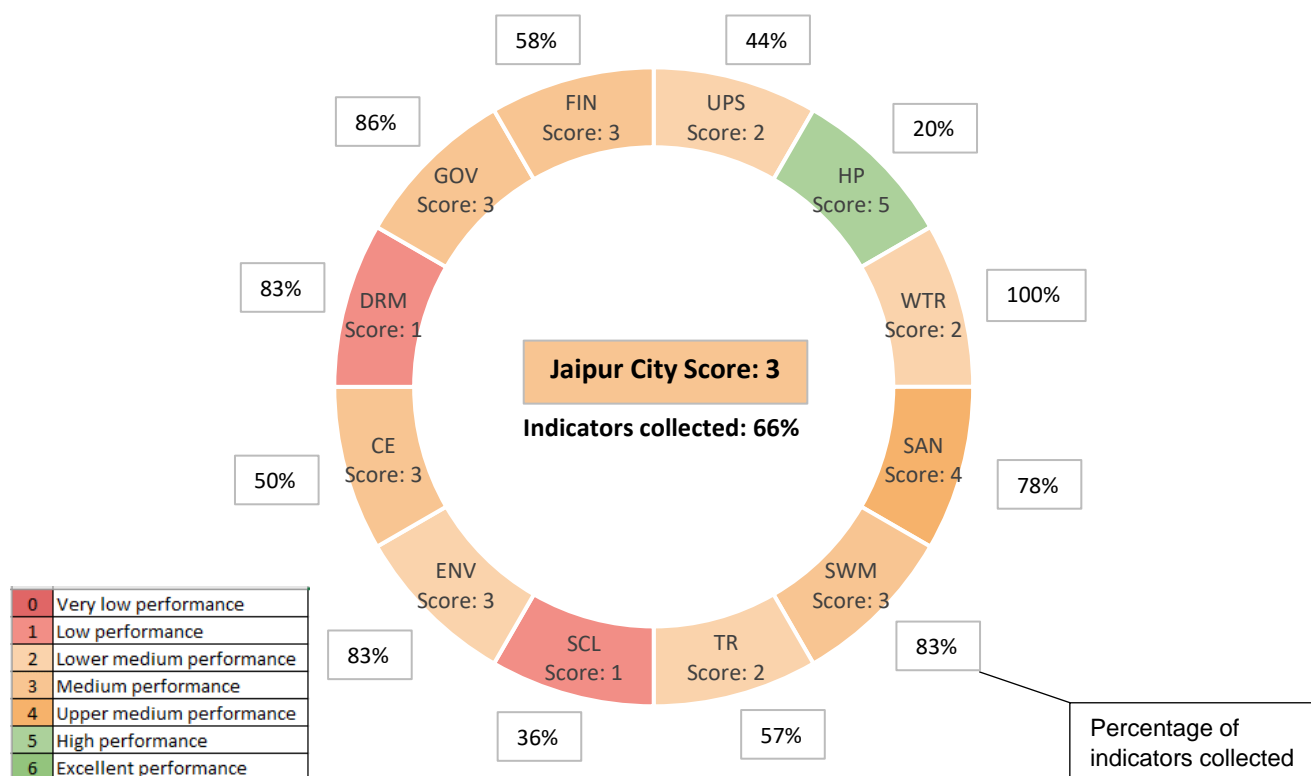 58%
44%
FIN
Score: 3
UPS
Score: 2
86%
20%
GOV
Score: 3
HP
Score: 5
83%
100%
DRM
Score: 1
WTR
Score: 2
Jaipur City Score: 3
Indicators collected: 66%
CE
Score: 3
SAN
Score: 4
50%
78%
ENV
Score: 3
SWM
Score: 3
SCL
Score: 1
TR
Score: 2
83%
83%
36%
57%
0 Very low performance
1 Low performance
2 Lower medium performance
3 Medium performance
4 Upper medium performance
5 High performance
6 Excellent performance
Percentage of
indicators collected